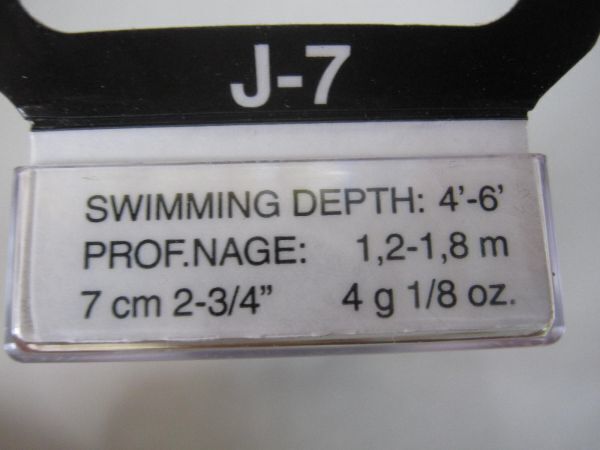 J-7
SWIMMING DEPTH: 4'-6'
PROF.NAGE: 1,2-1,8 m
7 cm 2-3/4" 4 g 1/8 oz.